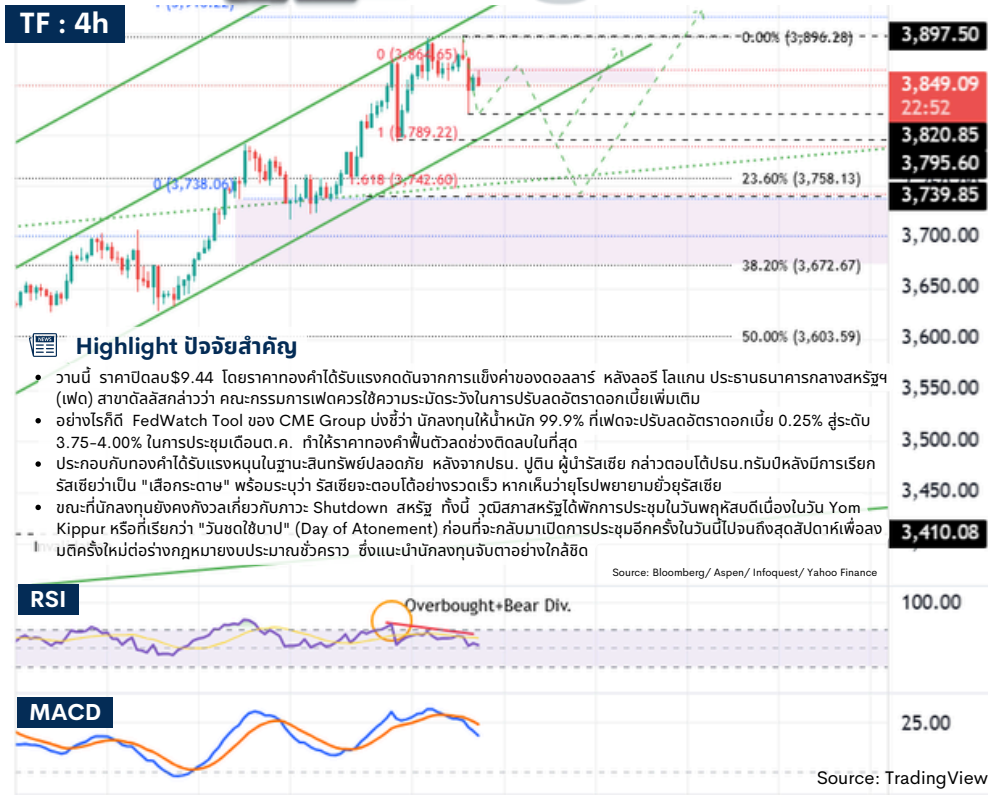 TF : 4h
0.00% (3,896.28)
3,897.50
0 (3,864.65)
3,849.09
22:52
3,820.85
1 (3,789.22)
3,795.60
0 (3,738.06)
1.618 (3,742.60)
23.60% (3,758.13)
3,739.85
3,700.00
38.20% (3,672.67)
3,650.00
50.00% (3,603.59)
3,600.00
Highlight ปัจจัยสำคัญ
NEWS
3,550.00
• วานนี้ ราคาปิดลบ$9.44 โดยราคาทองคำได้รับแรงกดดันจากการแข็งค่าของดอลลาร์ หลังลอรี โลแกน ประธานธนาคารกลางสหรัฐฯ
(เฟด) สาขาดัลลัสกล่าวว่า คณะกรรมการเฟดควรใช้ความระมัดระวังในการปรับลดอัตราดอกเบี้ยเพิ่มเติม
• อย่างไรก็ดี FedWatch Tool ของ CME Group บ่งชี้ว่า นักลงทุนให้น้ำหนัก 99.9% ที่เฟดจะปรับลดอัตราดอกเบี้ย 0.25% สู่ระดับ
3.75-4.00% ในการประชุมเดือนต.ค. ทำให้ราคาทองคำฟื้นตัวลดช่วงติดลบในที่สุด
3,500.00
• ประกอบกับทองคำได้รับแรงหนุนในฐานะสินทรัพย์ปลอดภัย หลังจากปธน. ปูติน ผู้นำรัสเซีย กล่าวตอบโต้ปธน.ทรัมป์หลังมีการเรียก
รัสเซียว่าเป็น "เสือกระดาษ" พร้อมระบุว่า รัสเซียจะตอบโต้อย่างรวดเร็ว หากเห็นว่ายุโรปพยายามยั่วยุรัสเซีย
3,450.00
• ขณะที่นักลงทุนยังคงกังวลเกี่ยวกับภาวะ Shutdown สหรัฐ ทั้งนี้ วุฒิสภาสหรัฐได้พักการประชุมในวันพฤหัสบดีเนื่องในวัน Yom
Kippur หรือที่เรียกว่า "วันชดใช้บาป" (Day of Atonement) ก่อนที่จะกลับมาเปิดการประชุมอีกครั้งในวันนี้ไปจนถึงสุดสัปดาห์เพื่อลง
มติครั้งใหม่ต่อร่างกฎหมายงบประมาณชั่วคราว ซึ่งแนะนำนักลงทุนจับตาอย่างใกล้ชิด
3,410.08
Source: Bloomberg/ Aspen/ Infoquest/ Yahoo Finance
RSI
Overbought+Bear Div.
100.00
MACD
25.00
Source: TradingView